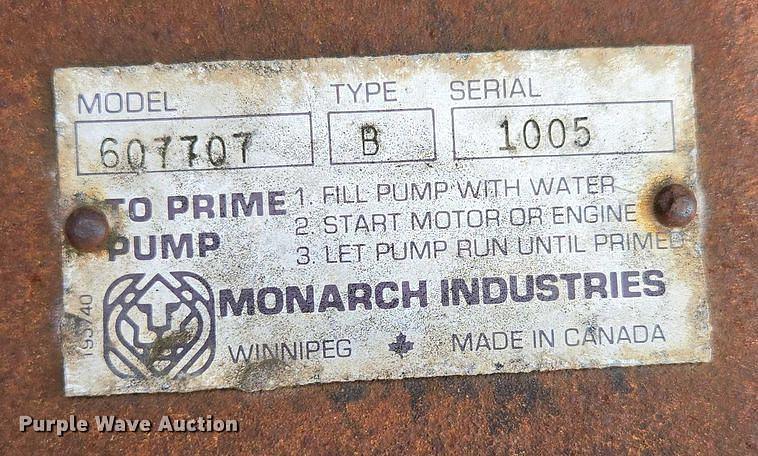 MODEL TYPE SERIAL
607707 B 1005
TO PRIME PUMP
1. FILL PUMP WITH WATER
2 START MOTOR OR ENGINE
3. LET PUMP RUN UNTIL PRIMED
MONARCH INDUSTRIES
WINNIPEG MADE IN CANADA
Purple Wave Auction